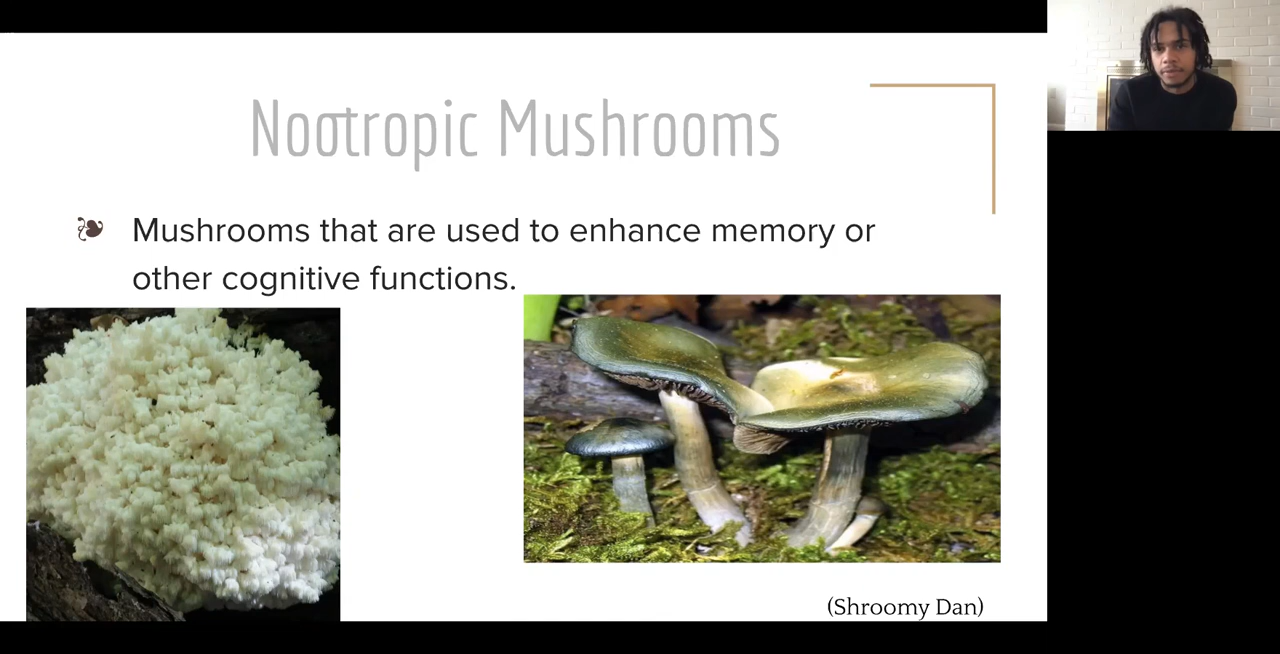 Nootropic Mushrooms
Mushrooms that are used to enhance memory or
other cognitive functions.
(Shroomy Dan)